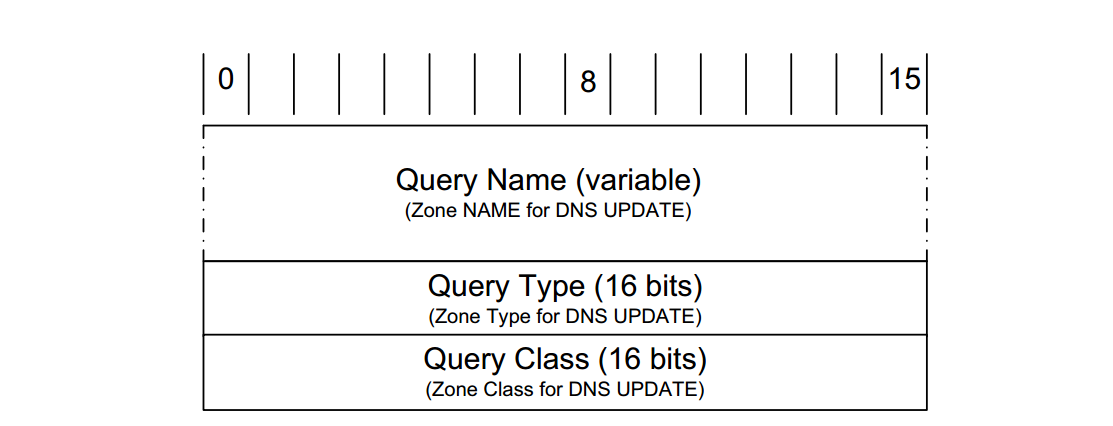 0 8 15
Query Name (variable)
(Zone NAME for DNS UPDATE)
Query Type (16 bits)
(Zone Type for DNS UPDATE)
Query Class (16 bits)
(Zone Class for DNS UPDATE)